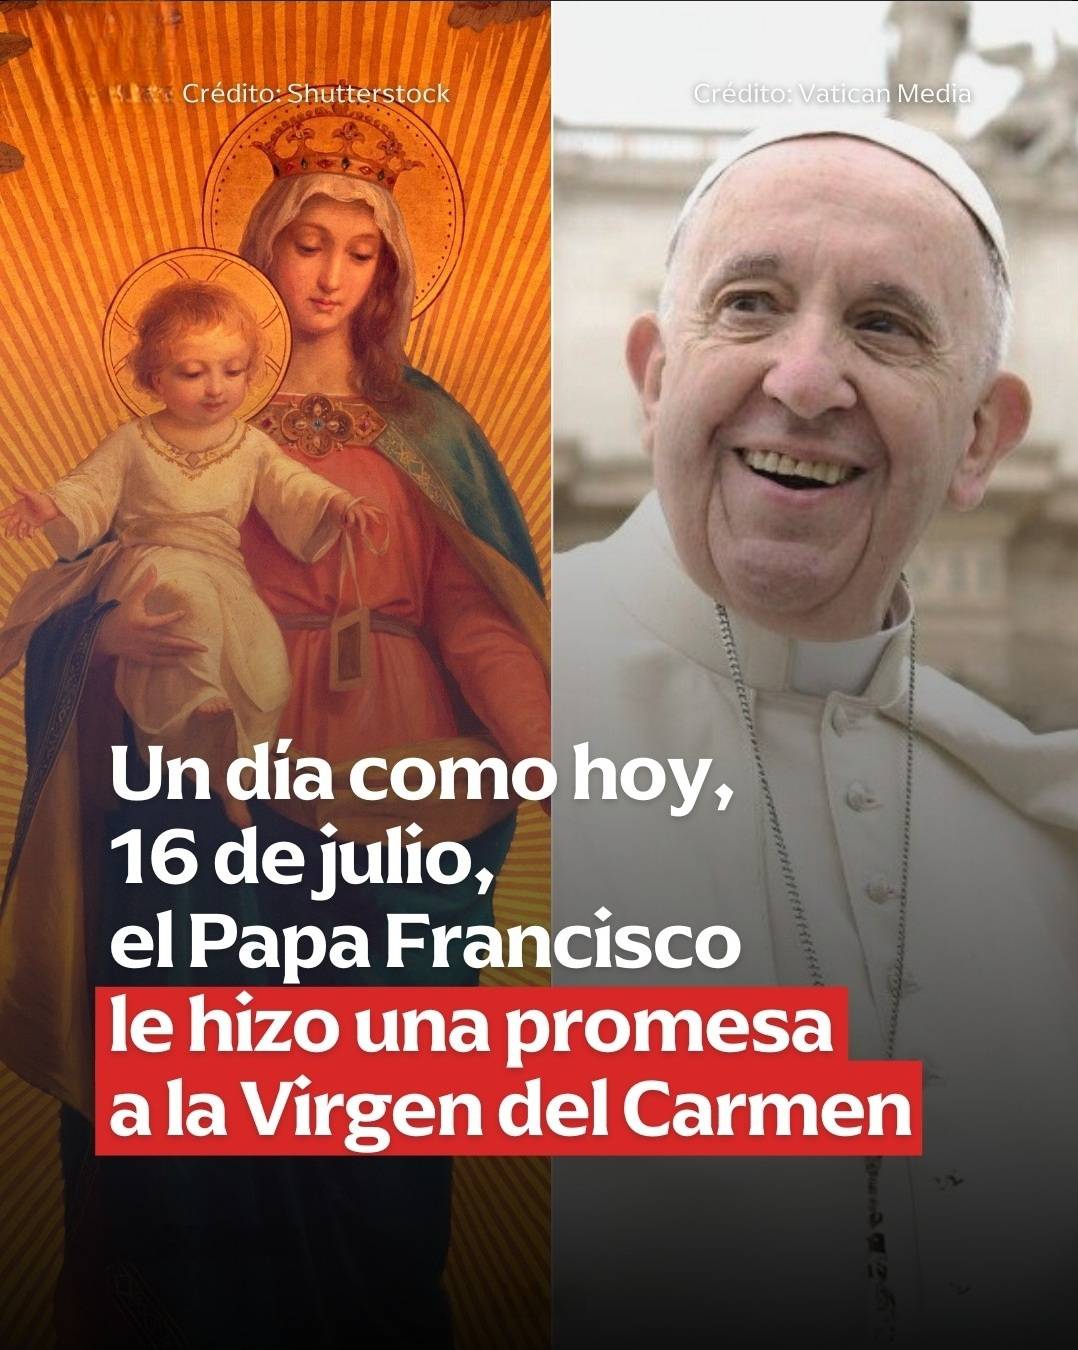 Crédito: Shutterstock
Crédito: Vatican Media
Un día como hoy,
16 de julio,
el Papa Francisco
le hizo una promesa
a la Virgen del Carmen